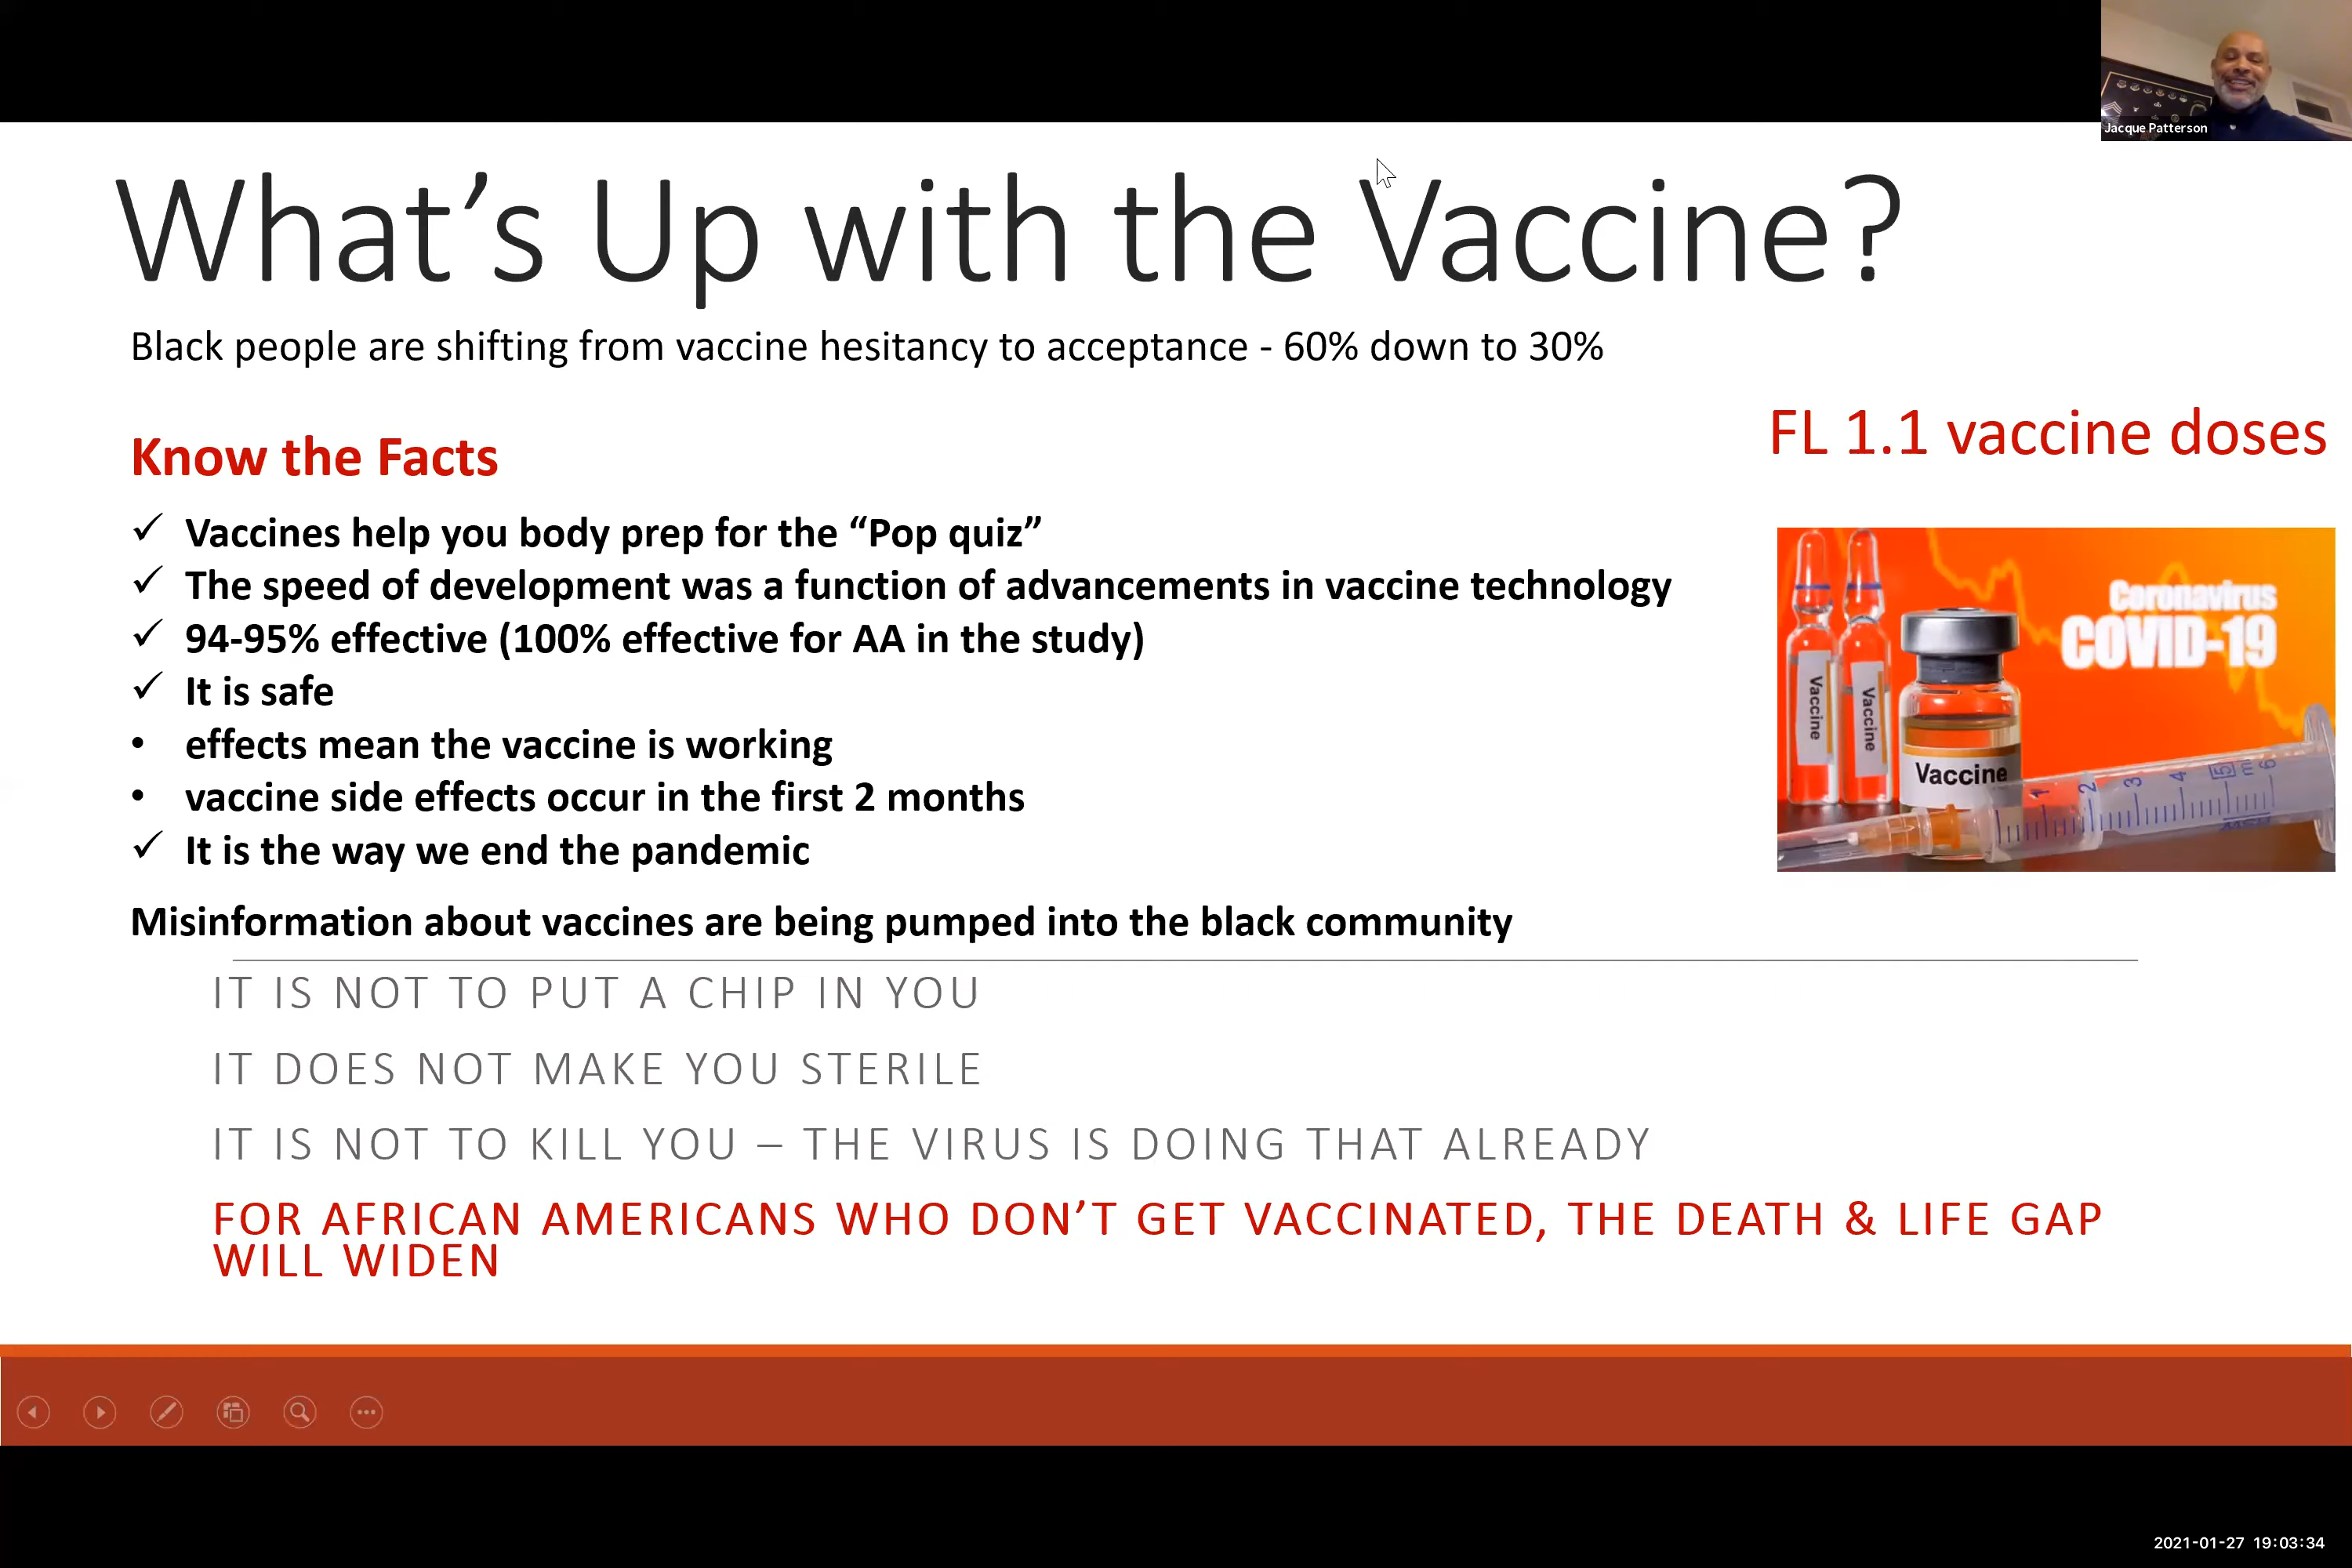 Jacque Patterson
What’s Up with the Vaccine?
Black people are shifting from vaccine hesitancy to acceptance - 60% down to 30%
FL 1.1 vaccine doses
Know the Facts
✓ Vaccines help you body prep for the “Pop quiz”
✓ The speed of development was a function of advancements in vaccine technology
✓ 94-95% effective (100% effective for AA in the study)
✓ It is safe
• effects mean the vaccine is working
• vaccine side effects occur in the first 2 months
✓ It is the way we end the pandemic
Coronavirus
COVID-19
Vaccine
Vaccine
Vaccine
1 2 3 4 5 6
Misinformation about vaccines are being pumped into the black community
IT IS NOT TO PUT A CHIP IN YOU
IT DOES NOT MAKE YOU STERILE
IT IS NOT TO KILL YOU – THE VIRUS IS DOING THAT ALREADY
FOR AFRICAN AMERICANS WHO DON’T GET VACCINATED, THE DEATH & LIFE GAP
WILL WIDEN
2021-01-27 19:03:34